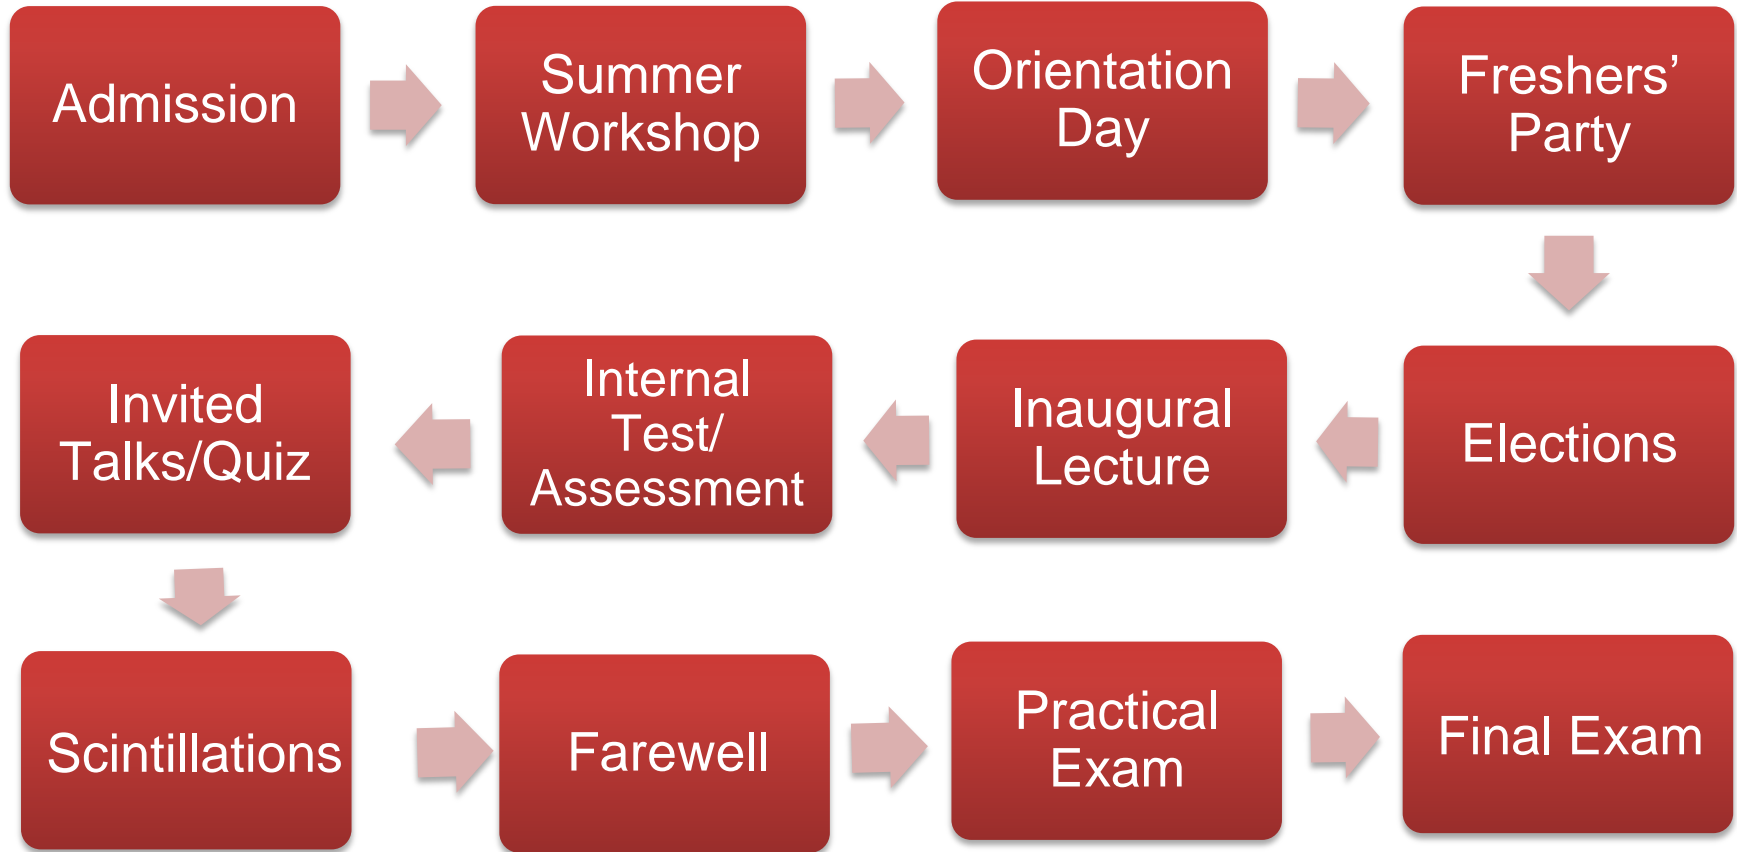 Admission
Summer
Workshop
Orientation
Day
Freshers’
Party
Elections
Inaugural
Lecture
Internal
Test/
Assessment
Invited
Talks/Quiz
Scintillations
Farewell
Practical
Exam
Final Exam